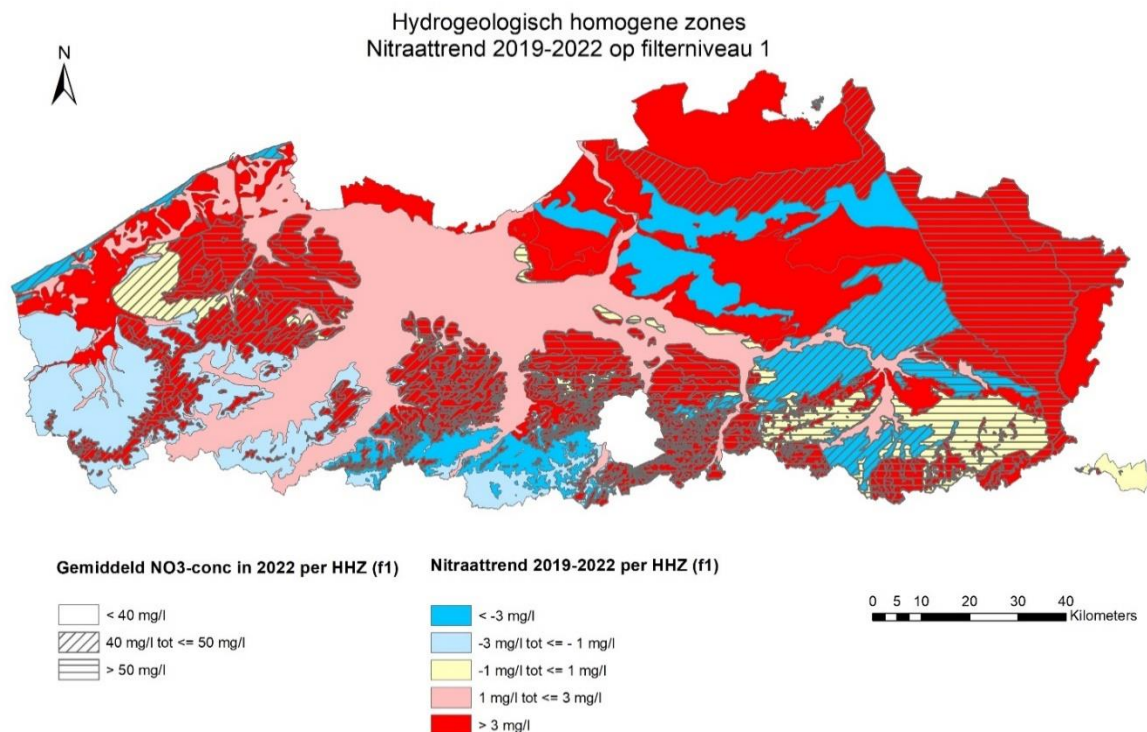 Hydrogeologisch homogene zones
Nitraattrend 2019-2022 op filterniveau 1
N
Gemiddeld NO3-conc in 2022 per HHZ (f1)
< 40 mg/l
40 mg/l tot <= 50 mg/l
> 50 mg/l
Nitraattrend 2019-2022 per HHZ (f1)
< -3 mg/l
-3 mg/l tot <= - 1 mg/l
-1 mg/l tot <= 1 mg/l
1 mg/l tot <= 3 mg/l
> 3 mg/l
0 5 10 20 30 40
Kilometers